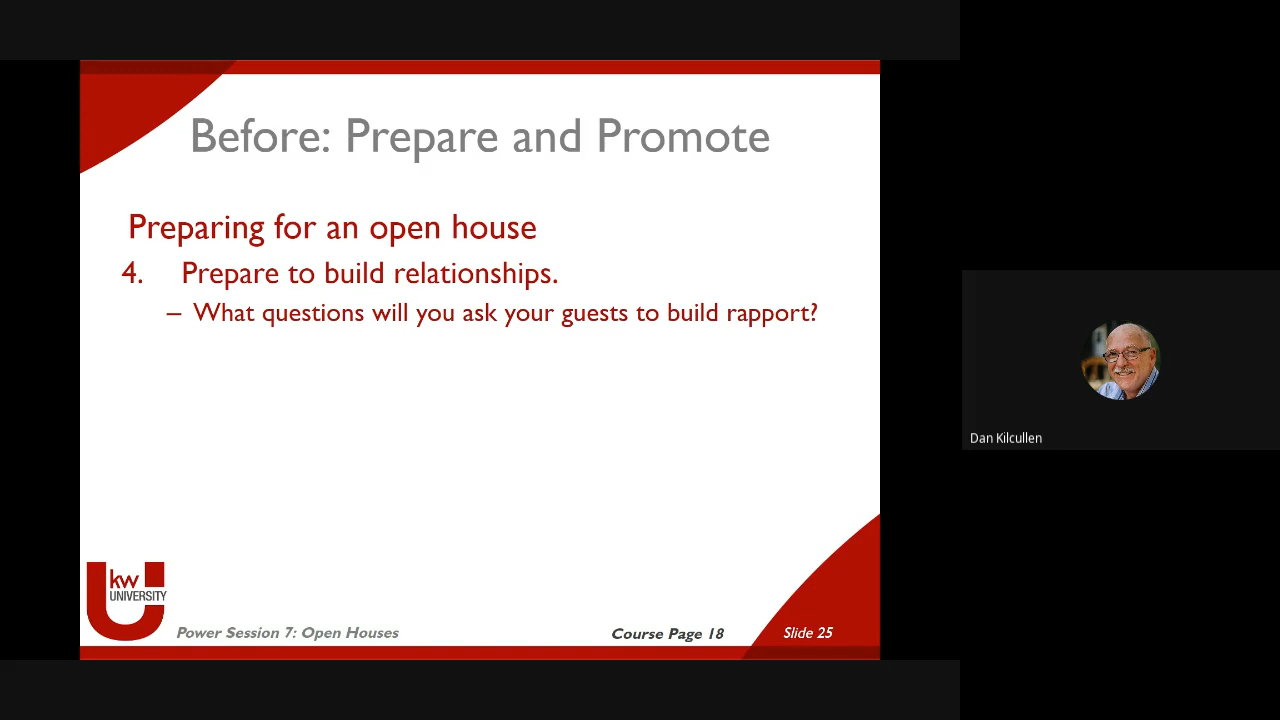 Before: Prepare and Promote
Preparing for an open house
4. Prepare to build relationships.
– What questions will you ask your guests to build rapport?
Dan Kilcullen
kw
UNIVERSITY
Power Session 7: Open Houses
Course Page 18
Slide 25